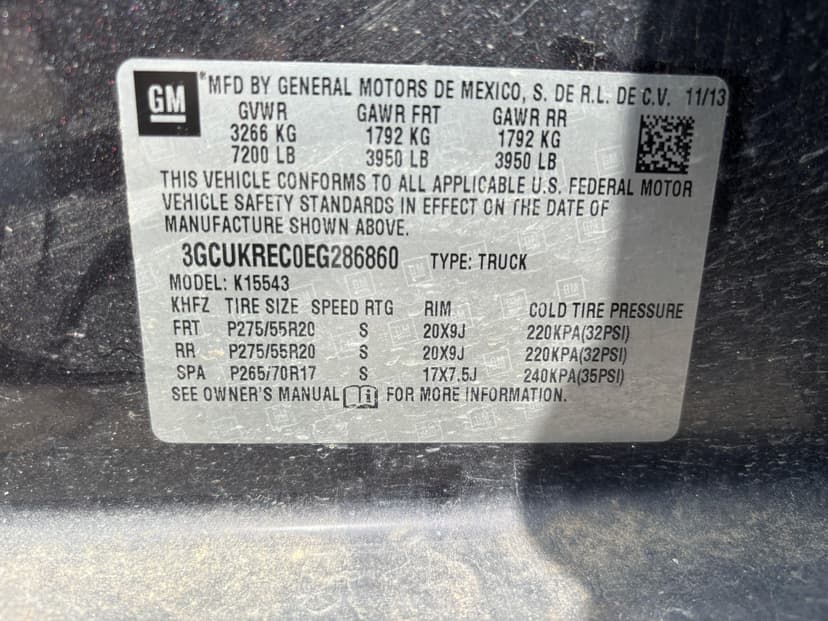 GM
*MFD BY GENERAL MOTORS DE MEXICO, S. DE R.L. DE C.V. 11/13
GVWR GAWR FRT GAWR RR
3266 KG 1792 KG 1792 KG
7200 LB 3950 LB 3950 LB
THIS VEHICLE CONFORMS TO ALL APPLICABLE U.S. FEDERAL MOTOR
VEHICLE SAFETY STANDARDS IN EFFECT ON THE DATE OF
MANUFACTURE SHOWN ABOVE.
3GCUKREC0EG286860 TYPE: TRUCK
MODEL: K15543
KHFZ TIRE SIZE SPEED RTG RIM COLD TIRE PRESSURE
FRT P275/55R20 S 20X9J 220KPA(32PSI)
RR P275/55R20 S 20X9J 220KPA(32PSI)
SPA P265/70R17 S 17X7.5J 240KPA(35PSI)
SEE OWNER'S MANUAL FOR MORE INFORMATION.